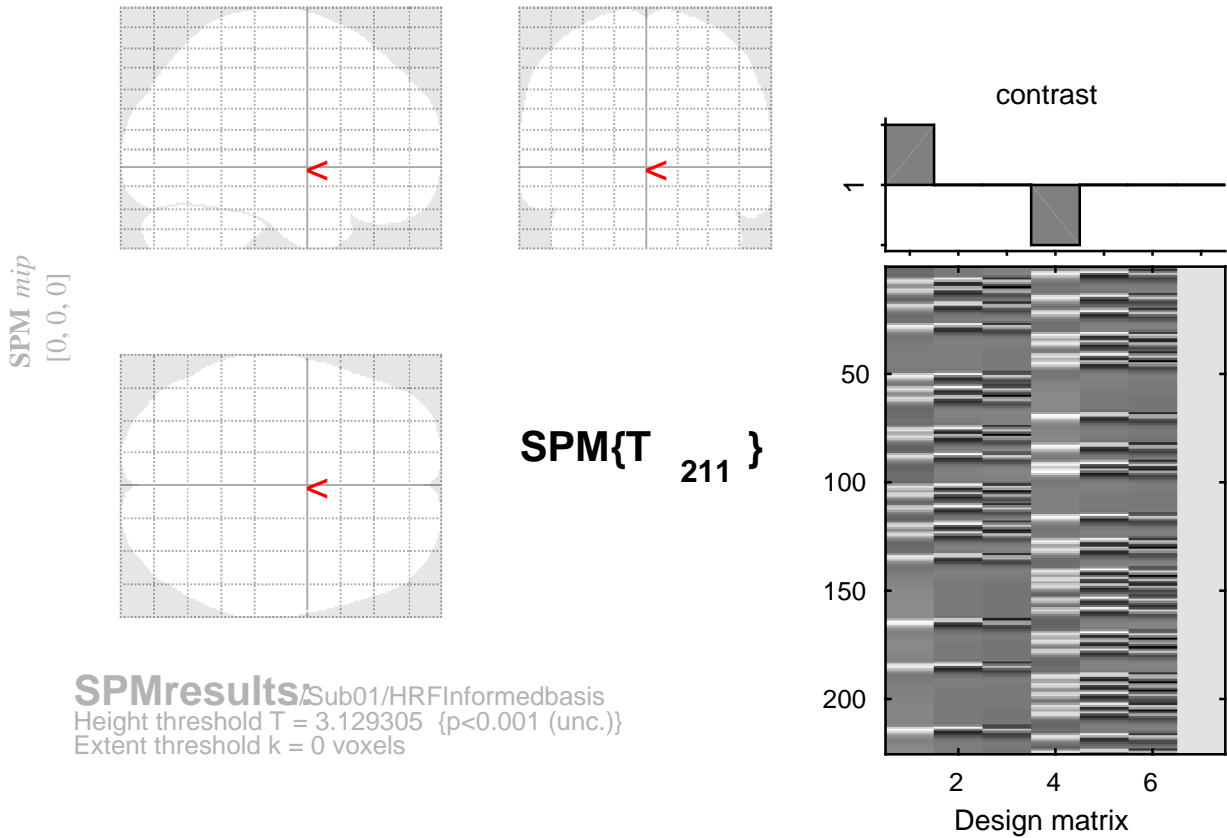 SPM mip
[0, 0, 0]
<
<
<
SPM{T 211 }
SPMresults: ./Sub01/HRFInformedbasis
Height threshold T = 3.129305 {p<0.001 (unc.)}
Extent threshold k = 0 voxels
contrast
1
50
100
150
200
2 4 6
Design matrix